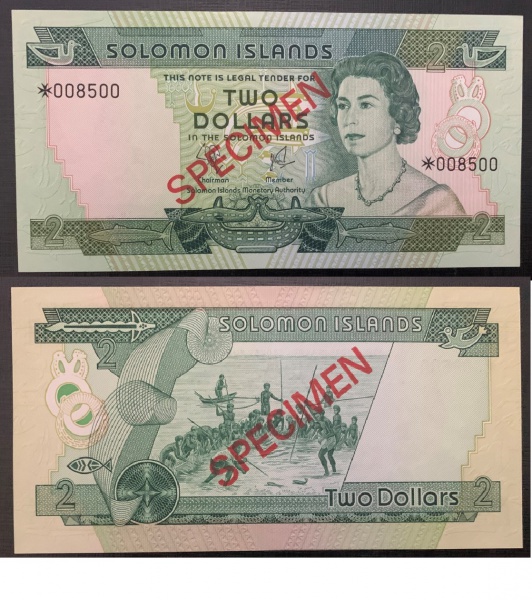 SOLOMON ISLANDS
2
THIS NOTE IS LEGAL TENDER FOR
*008500
TWO
DOLLARS
IN THE SOLOMON ISLANDS
*008500
Chairman Member
Solomon Islands Monetary Authority
SPECIMEN
2 2
SOLOMON ISLANDS
2
SPECIMEN
2 Two Dollars 2